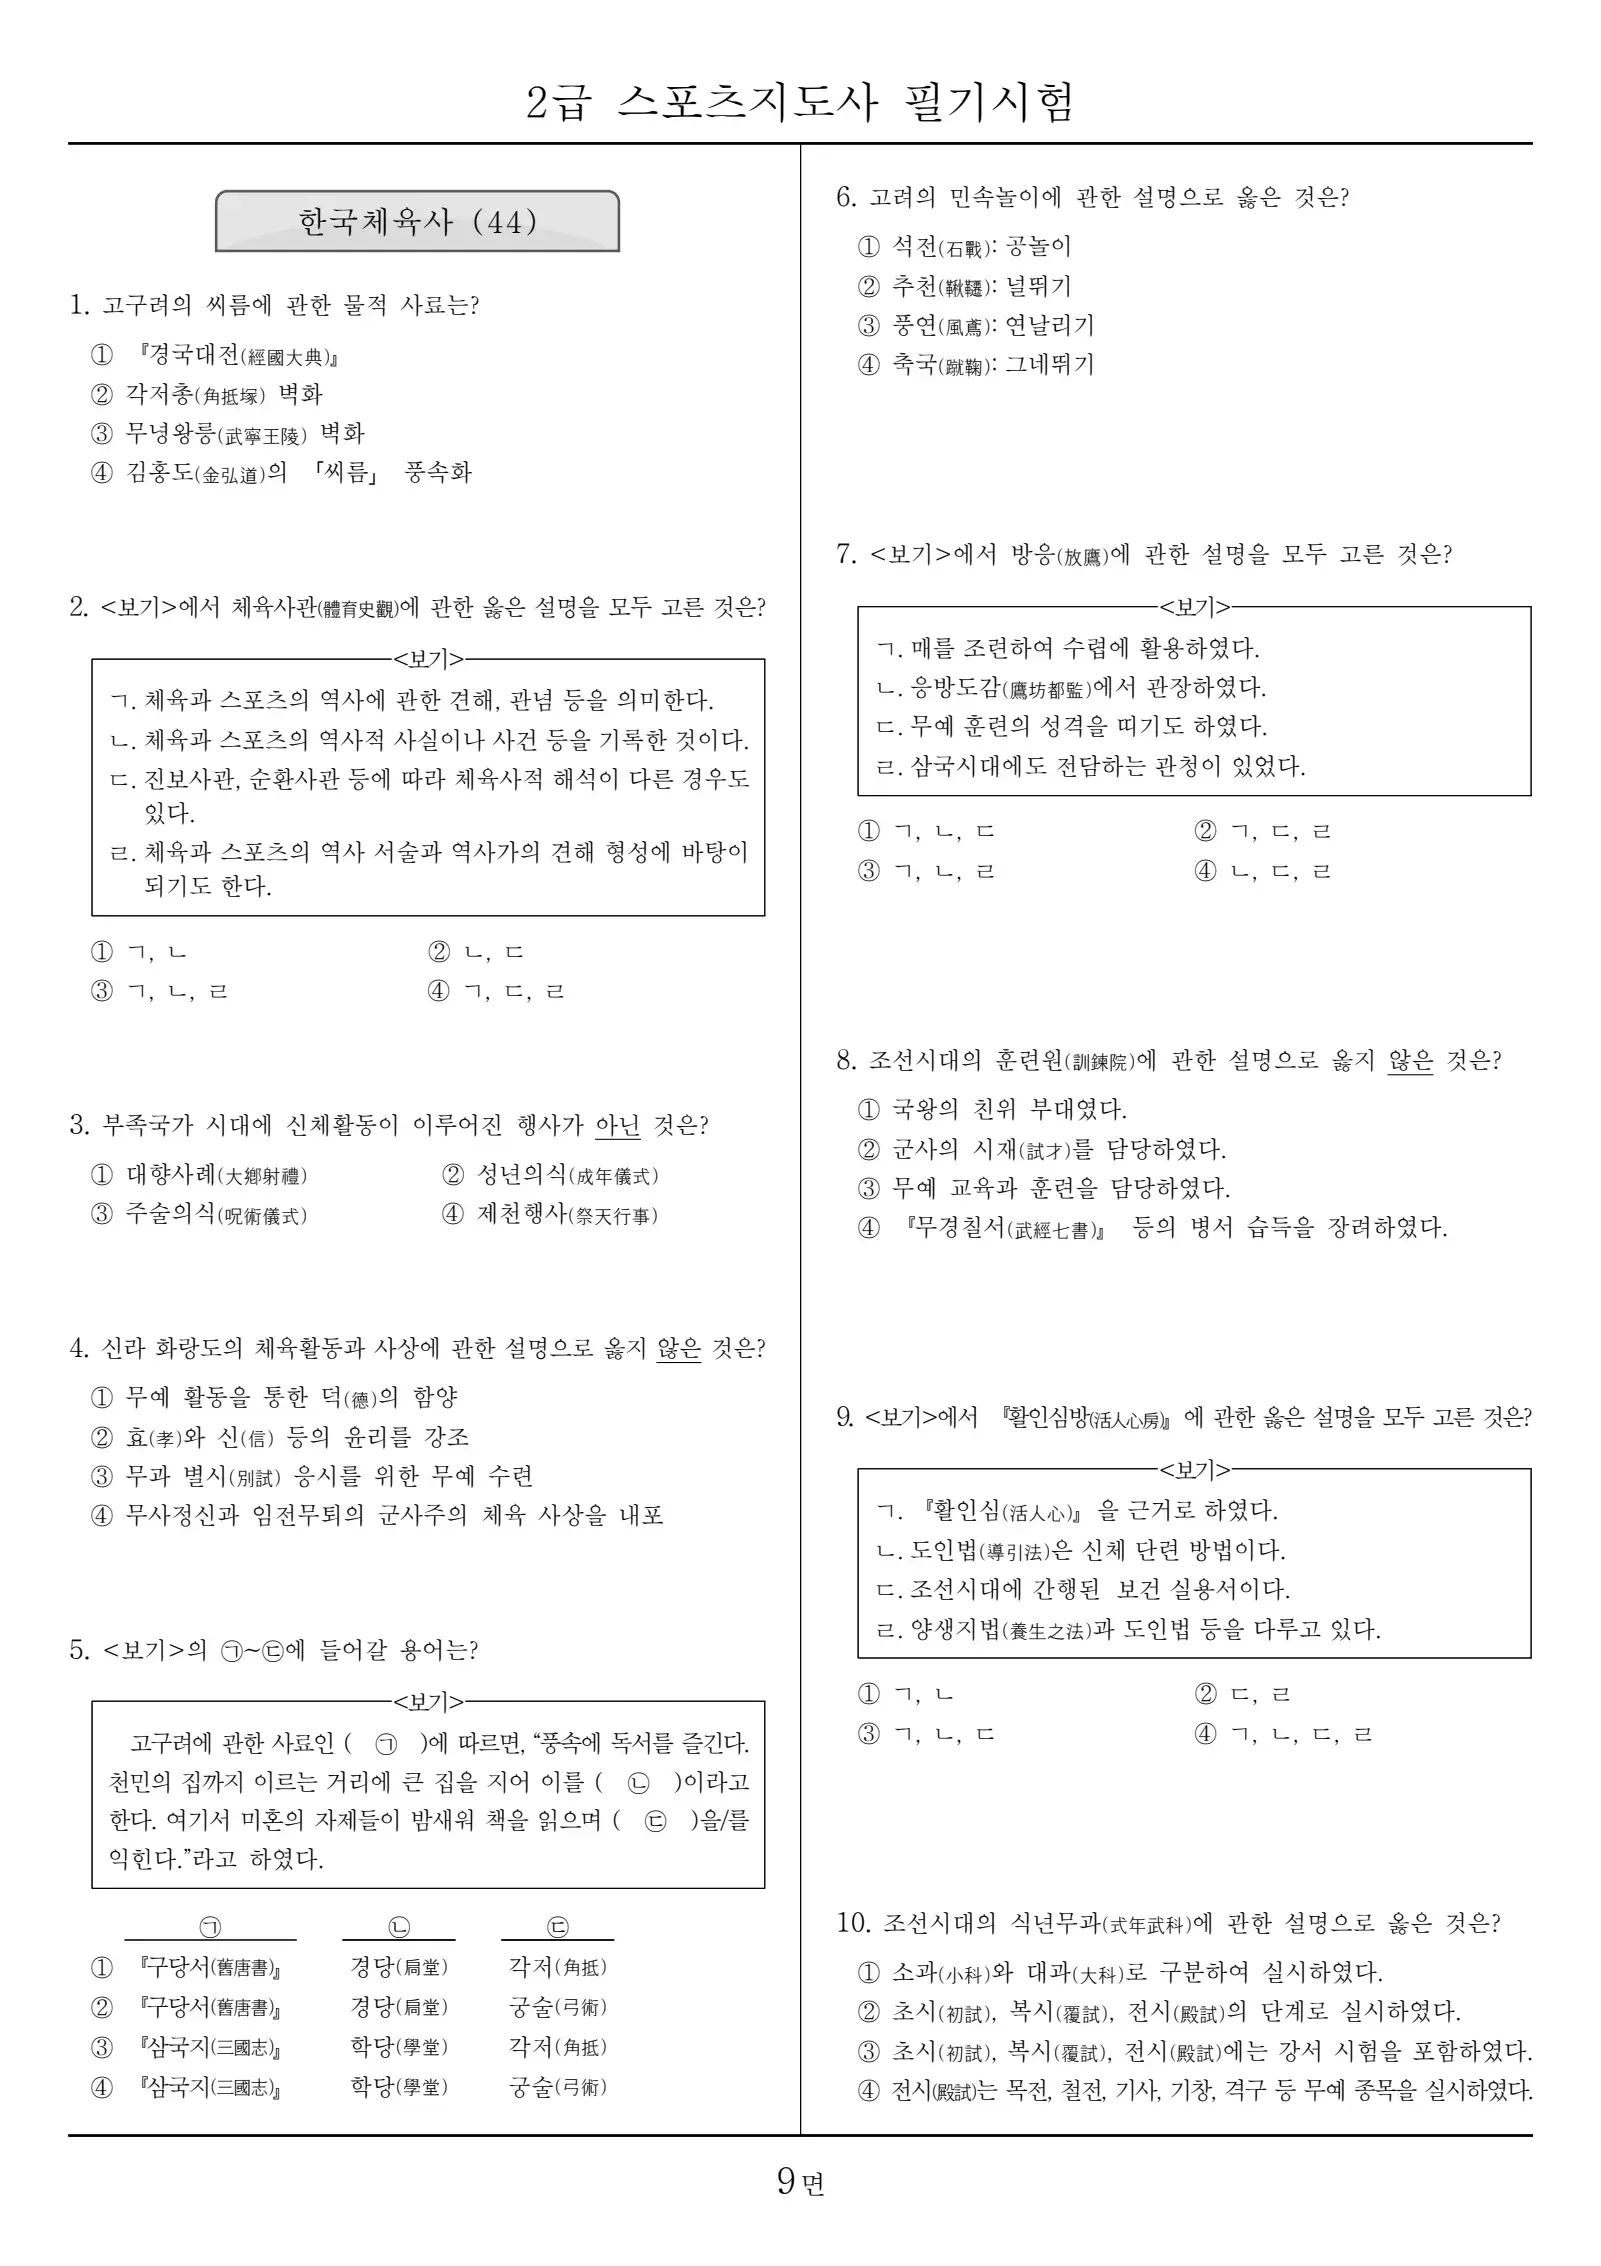 2급 스포츠지도사 필기시험
한국체육사 (44)
1. 고구려의 씨름에 관한 물적 사료는?
① 『경국대전(經國大典)』
② 각저총(角抵塚) 벽화
③ 무녕왕릉(武寧王陵) 벽화
④ 김홍도(金弘道)의 「씨름」 풍속화
2. <보기>에서 체육사관(體育史觀)에 관한 옳은 설명을 모두 고른 것은?
<보기>
ㄱ. 체육과 스포츠의 역사에 관한 견해, 관념 등을 의미한다.
ㄴ. 체육과 스포츠의 역사적 사실이나 사건 등을 기록한 것이다.
ㄷ. 진보사관, 순환사관 등에 따라 체육사적 해석이 다른 경우도
있다.
ㄹ. 체육과 스포츠의 역사 서술과 역사가의 견해 형성에 바탕이
되기도 한다.
① ㄱ, ㄴ ② ㄴ, ㄷ
③ ㄱ, ㄴ, ㄹ ④ ㄱ, ㄷ, ㄹ
3. 부족국가 시대에 신체활동이 이루어진 행사가 아닌 것은?
① 대향사례(大鄕射禮) ② 성년의식(成年儀式)
③ 주술의식(呪術儀式) ④ 제천행사(祭天行事)
4. 신라 화랑도의 체육활동과 사상에 관한 설명으로 옳지 않은 것은?
① 무예 활동을 통한 덕(德)의 함양
② 효(孝)와 신(信) 등의 윤리를 강조
③ 무과 별시(別試) 응시를 위한 무예 수련
④ 무사정신과 임전무퇴의 군사주의 체육 사상을 내포
5. <보기>의 ㉠~㉢에 들어갈 용어는?
<보기>
고구려에 관한 사료인 ( ㉠ )에 따르면, “풍속에 독서를 즐긴다.
천민의 집까지 이르는 거리에 큰 집을 지어 이를 ( ㉡ )이라고
한다. 여기서 미혼의 자제들이 밤새워 책을 읽으며 ( ㉢ )을/를
익힌다.”라고 하였다.
㉠ ㉡ ㉢
① 『구당서(舊唐書)』 경당(扃堂) 각저(角抵)
② 『구당서(舊唐書)』 경당(扃堂) 궁술(弓術)
③ 『삼국지(三國志)』 학당(學堂) 각저(角抵)
④ 『삼국지(三國志)』 학당(學堂) 궁술(弓術)
6. 고려의 민속놀이에 관한 설명으로 옳은 것은?
① 석전(石戰): 공놀이
② 추천(鞦韆): 널뛰기
③ 풍연(風鳶): 연날리기
④ 축국(蹴鞠): 그네뛰기
7. <보기>에서 방응(放鷹)에 관한 설명을 모두 고른 것은?
<보기>
ㄱ. 매를 조련하여 수렵에 활용하였다.
ㄴ. 응방도감(鷹坊都監)에서 관장하였다.
ㄷ. 무예 훈련의 성격을 띠기도 하였다.
ㄹ. 삼국시대에도 전담하는 관청이 있었다.
① ㄱ, ㄴ, ㄷ ② ㄱ, ㄷ, ㄹ
③ ㄱ, ㄴ, ㄹ ④ ㄴ, ㄷ, ㄹ
8. 조선시대의 훈련원(訓鍊院)에 관한 설명으로 옳지 않은 것은?
① 국왕의 친위 부대였다.
② 군사의 시재(試才)를 담당하였다.
③ 무예 교육과 훈련을 담당하였다.
④ 『무경칠서(武經七書)』 등의 병서 습득을 장려하였다.
9. <보기>에서 『활인심방(活人心房)』에 관한 옳은 설명을 모두 고른 것은?
<보기>
ㄱ. 『활인심(活人心)』을 근거로 하였다.
ㄴ. 도인법(導引法)은 신체 단련 방법이다.
ㄷ. 조선시대에 간행된 보건 실용서이다.
ㄹ. 양생지법(養生之法)과 도인법 등을 다루고 있다.
① ㄱ, ㄴ ② ㄷ, ㄹ
③ ㄱ, ㄴ, ㄷ ④ ㄱ, ㄴ, ㄷ, ㄹ
10. 조선시대의 식년무과(式年武科)에 관한 설명으로 옳은 것은?
① 소과(小科)와 대과(大科)로 구분하여 실시하였다.
② 초시(初試), 복시(覆試), 전시(殿試)의 단계로 실시하였다.
③ 초시(初試), 복시(覆試), 전시(殿試)에는 강서 시험을 포함하였다.
④ 전시(殿試)는 목전, 철전, 기사, 기창, 격구 등 무예 종목을 실시하였다.
9면